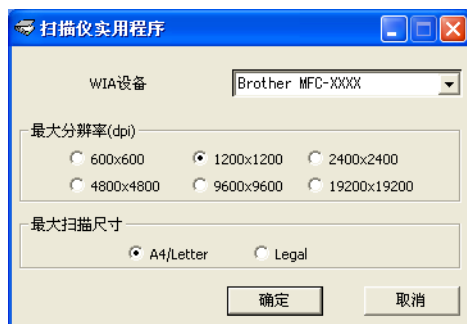 扫描仪实用程序
WIA设备 Brother MFC-XXXX
最大分辨率(dpi)
600x600 1200x1200 2400x2400
4800x4800 9600x9600 19200x19200
最大扫描尺寸
A4/Letter Legal
确定 取消